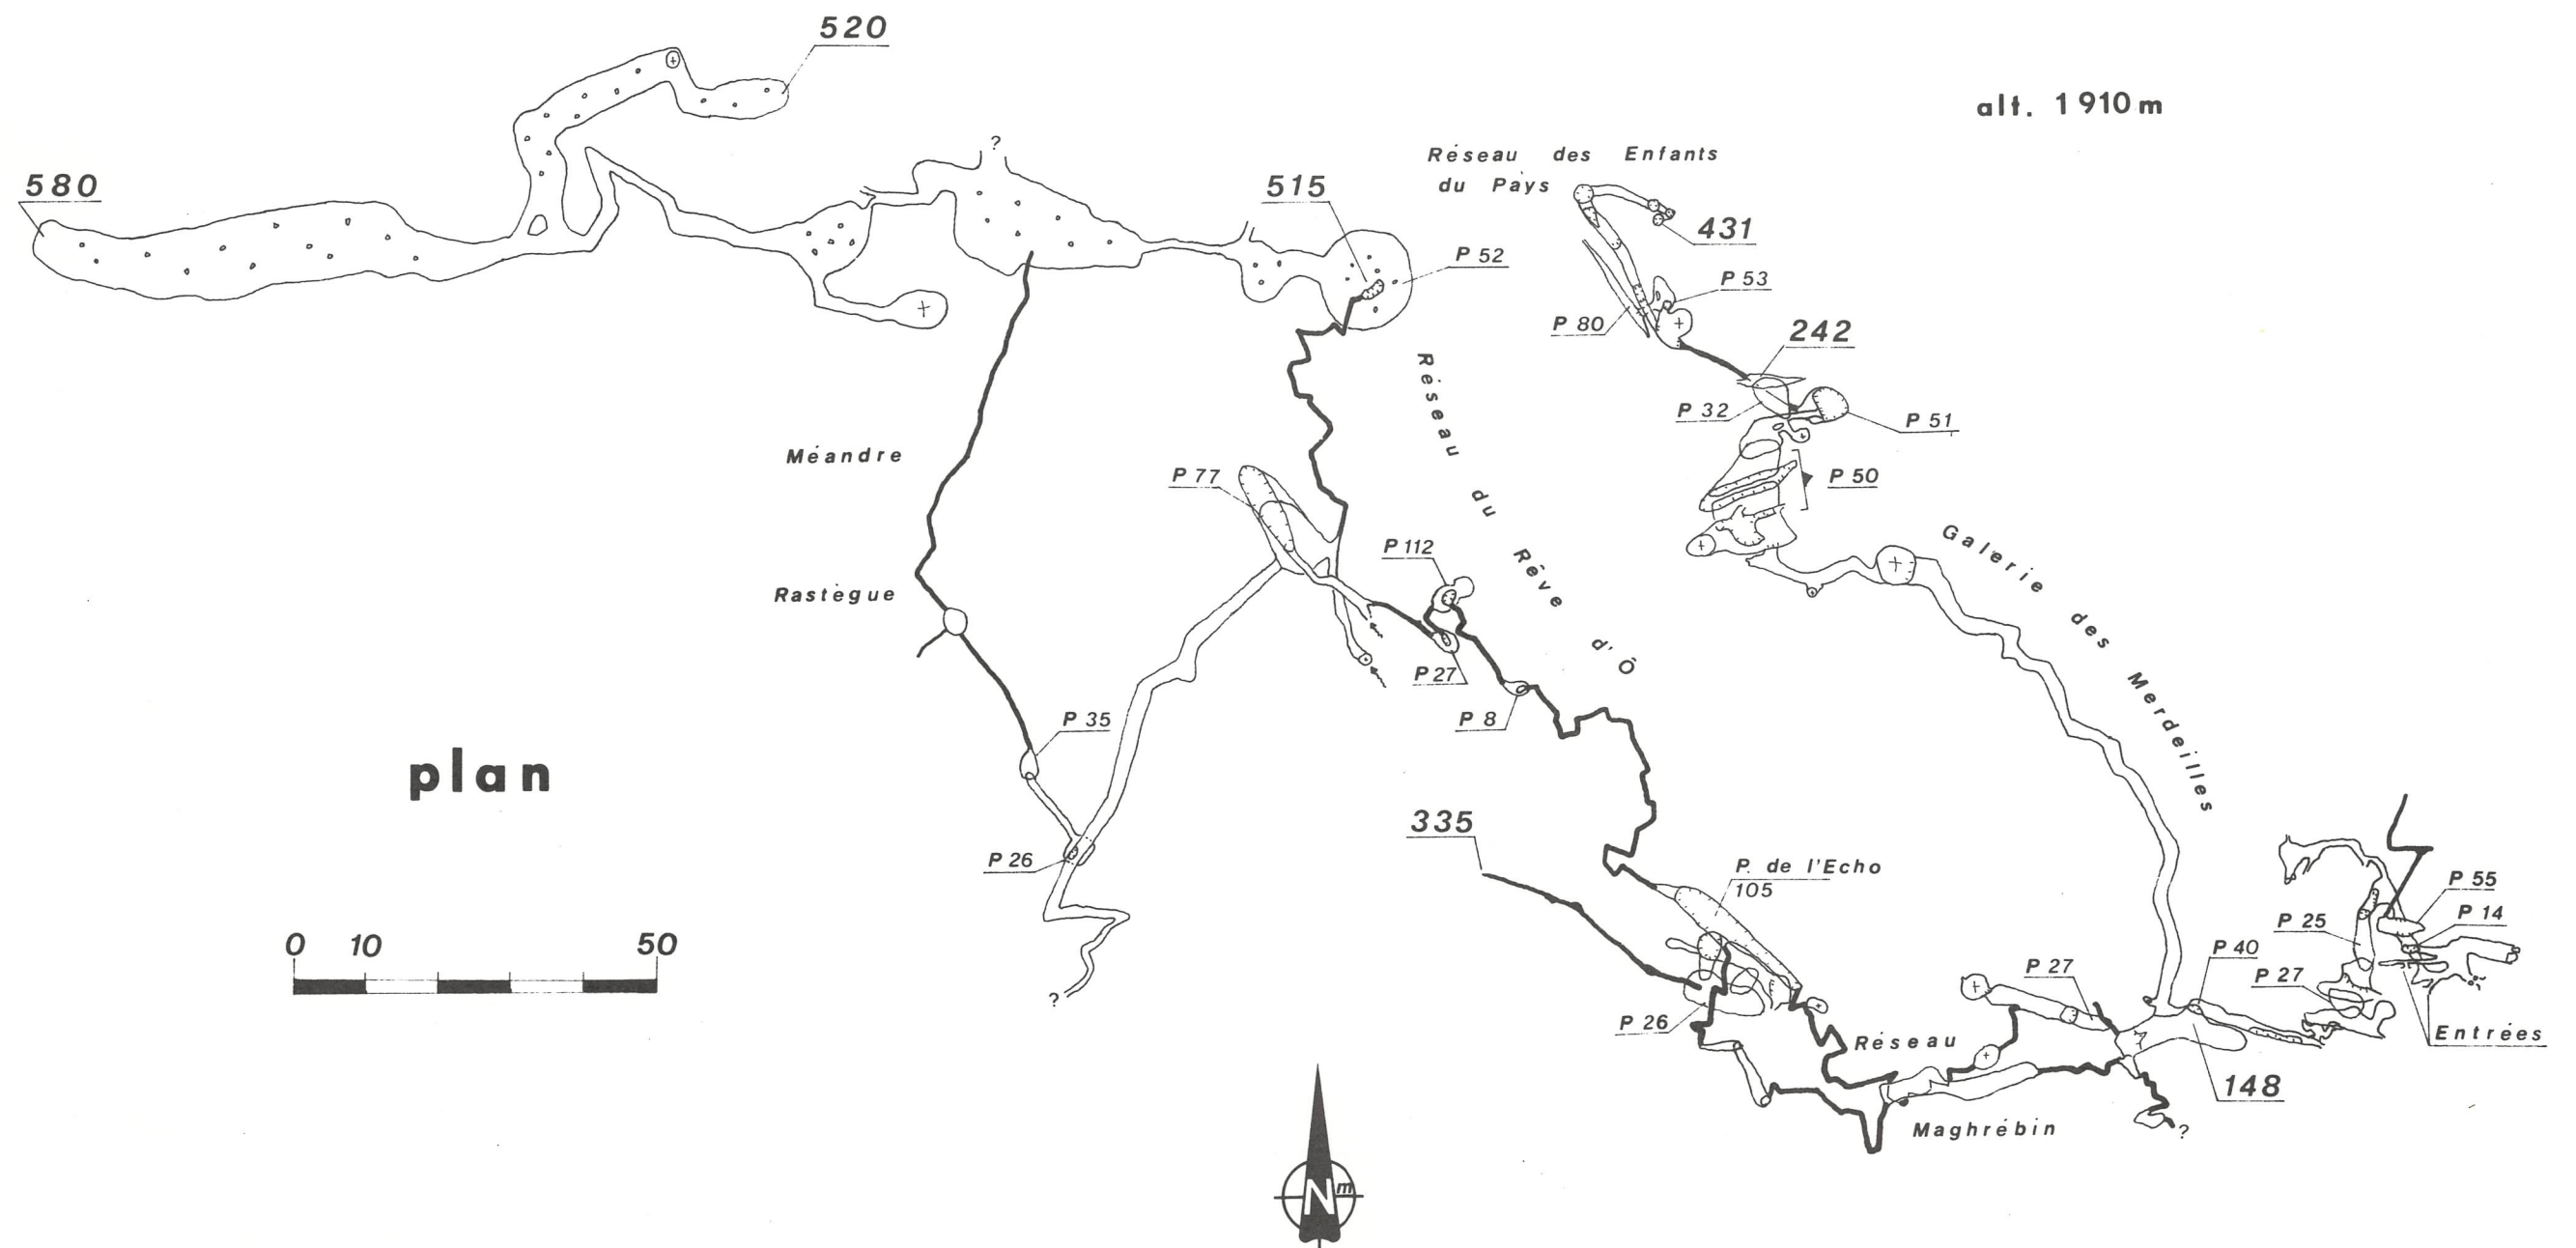 520
alt. 1910 m
580
?
Réseau des Enfants
du Pays
515
431
P 52
P 53
P 80
242
P 32
P 51
Méandre
Rastègue
P 77
P 50
Réseau du Rêve d'Ô
Galerie des Merdeilles
P 112
P 27
P 8
P 35
plan
P 26
335
P. de l'Echo
105
P 55
P 14
P 25
P 40
P 27
P 27
0 10 50
?
P 26
Réseau
Maghrébin
Entrées
148
?
N m